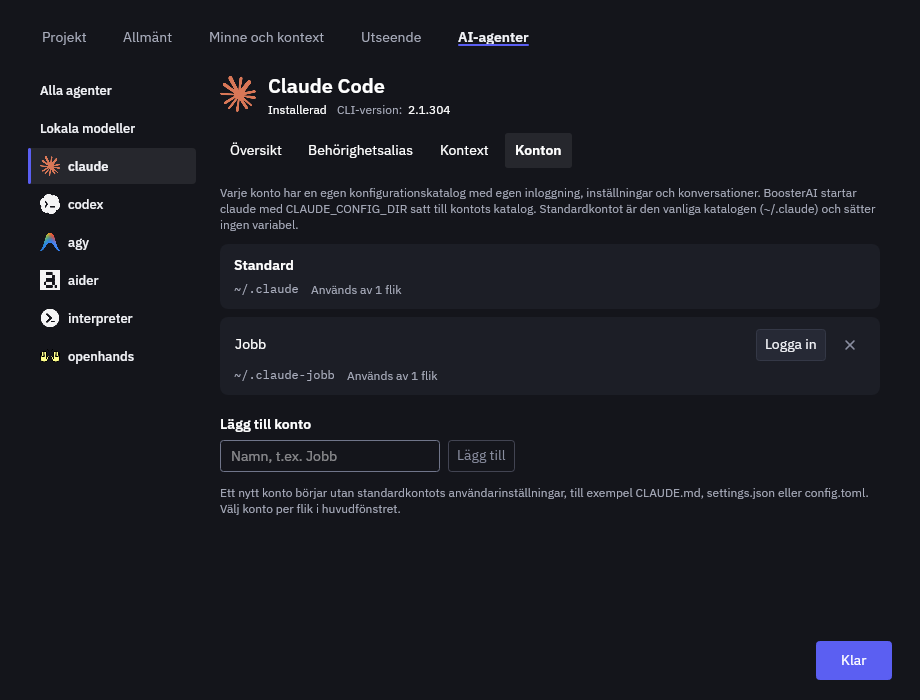 Projekt Allmänt Minne och kontext Utseende AI-agenter
Alla agenter
Lokala modeller
claude
codex
agy
aider
interpreter
openhands
Claude Code
Installerad CLI-version: 2.1.304
Översikt Behörighetsalias Kontext Konton
Varje konto har en egen konfigurationskatalog med egen inloggning, inställningar och konversationer. BoosterAI startar
claude med CLAUDE_CONFIG_DIR satt till kontots katalog. Standardkontot är den vanliga katalogen (~/.claude) och sätter
ingen variabel.
Standard
~/.claude Används av 1 flik
Jobb
Logga in
~/.claude-jobb Används av 1 flik
Lägg till konto
Namn, t.ex. Jobb Lägg till
Ett nytt konto börjar utan standardkontots användarinställningar, till exempel CLAUDE.md, settings.json eller config.toml.
Välj konto per flik i huvudfönstret.
Klar